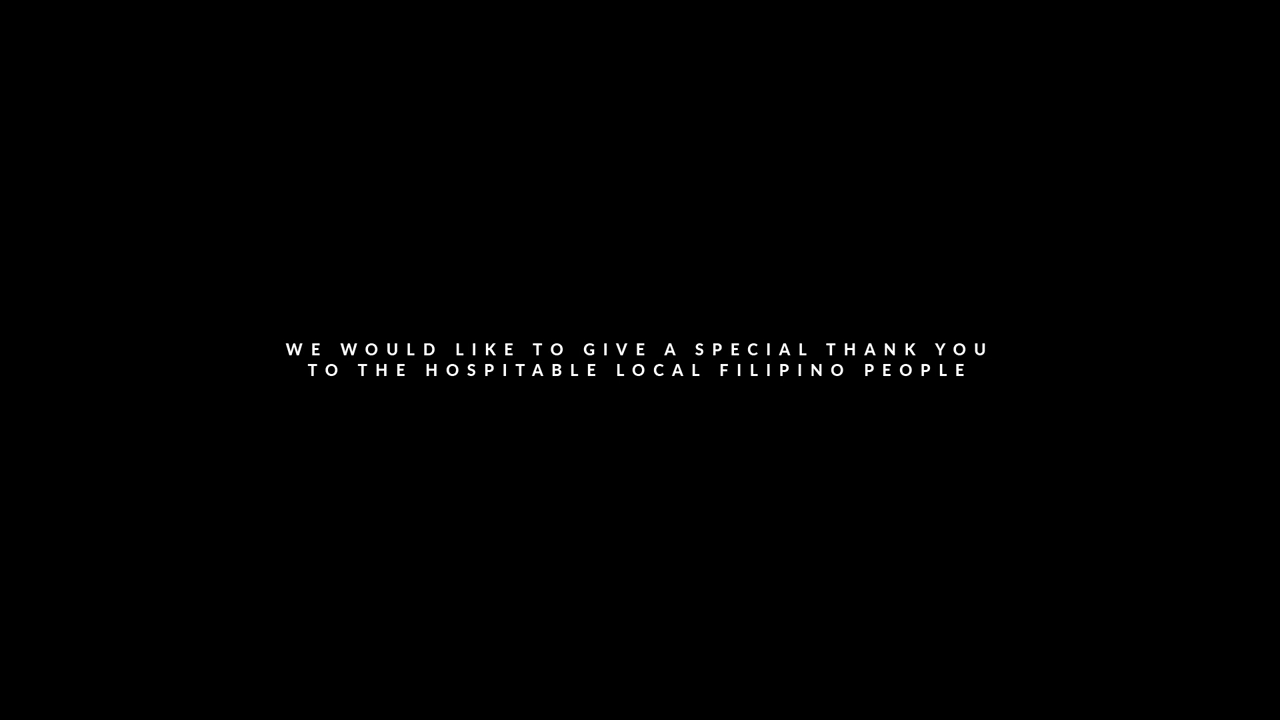 WE WOULD LIKE TO GIVE A SPECIAL THANK YOU
TO THE HOSPITABLE LOCAL FILIPINO PEOPLE